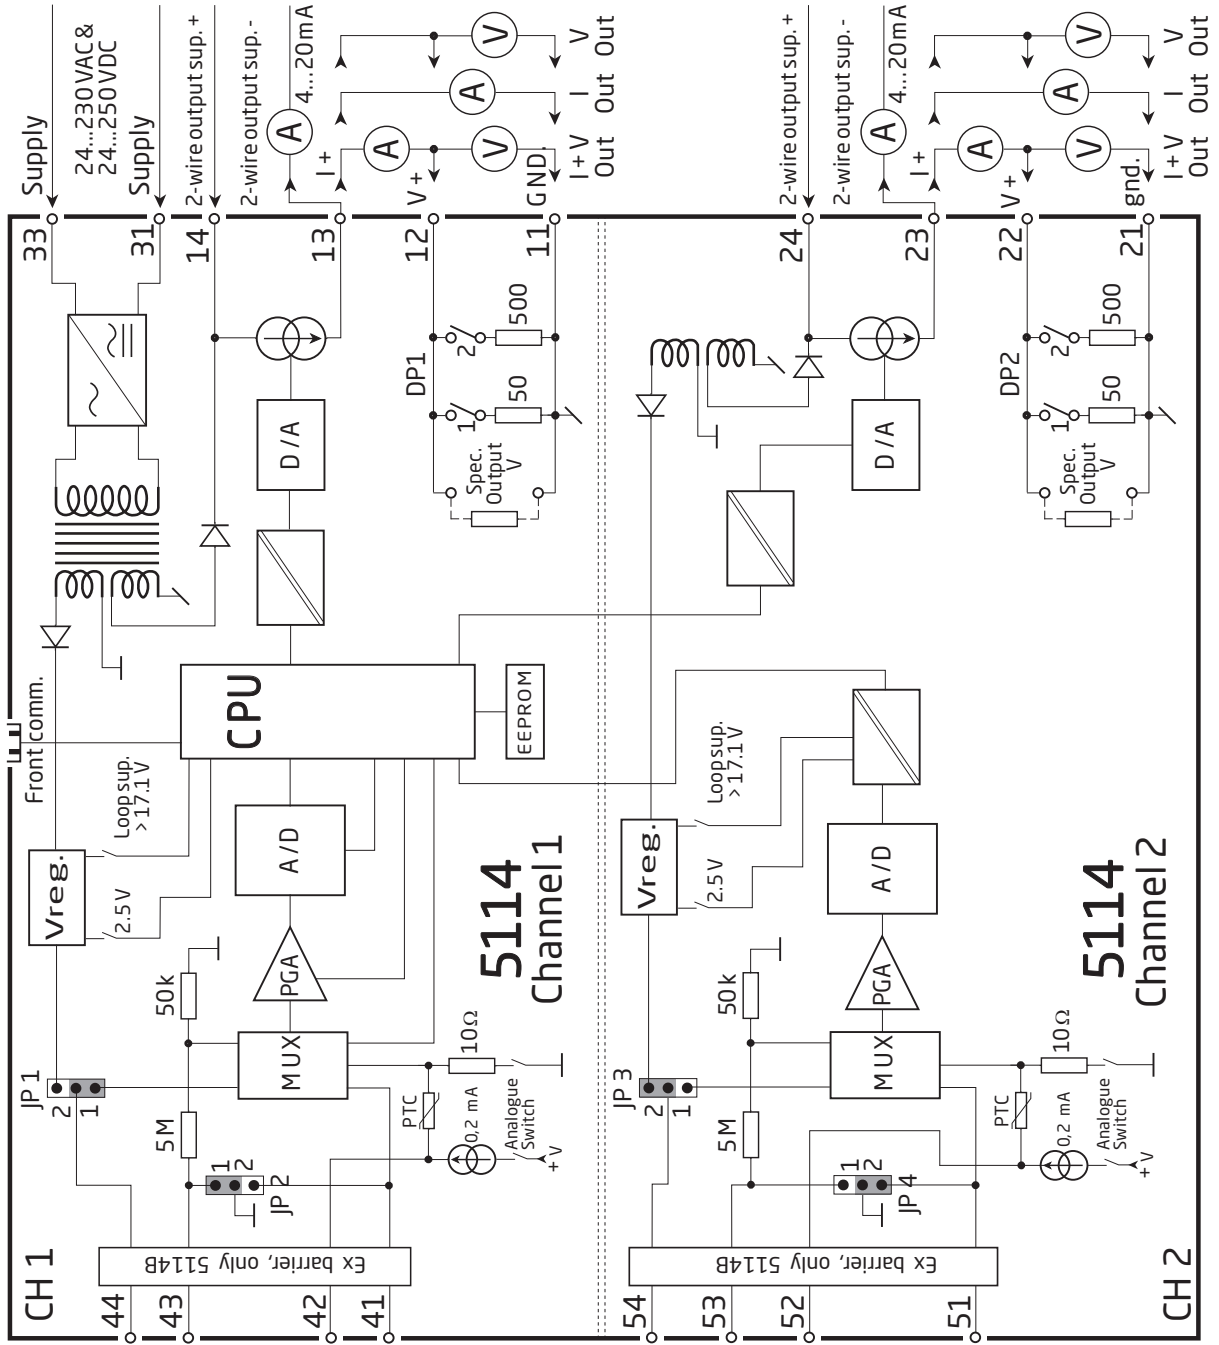 CH 1
44
43
42
41
Ex barrier, only 5114B
JP 1
2
1
5M
50k
1
2
JP 2
MUX
PTC
10Ω
0,2 mA
Analogue
Switch
+V
Vreg.
2.5V
Loop sup.
>17.1 V
Front comm.
PGA
A/D
CPU
EEPROM
5114
Channel 1
D/A
DP1
1
2
50
500
Spec.
Output
V
33
31
14
13
12
11
Supply
24...230 VAC &
24...250 VDC
Supply
2-wire output sup. +
2-wire output sup. -
A
4...20mA
I+
V+
GND.
A
V
A
V
I+V
Out
I
Out
V
Out
CH 2
54
53
52
51
Ex barrier, only 5114B
JP 3
2
1
5M
50k
1
2
JP 4
MUX
PTC
10Ω
0,2 mA
Analogue
Switch
+V
Vreg.
2.5V
Loop sup.
>17.1 V
PGA
A/D
5114
Channel 2
D/A
DP2
1
2
50
500
Spec.
Output
V
24
23
22
21
2-wire output sup. +
2-wire output sup. -
A
4...20mA
I+
V+
gnd.
A
V
A
V
I+V
Out
I
Out
V
Out